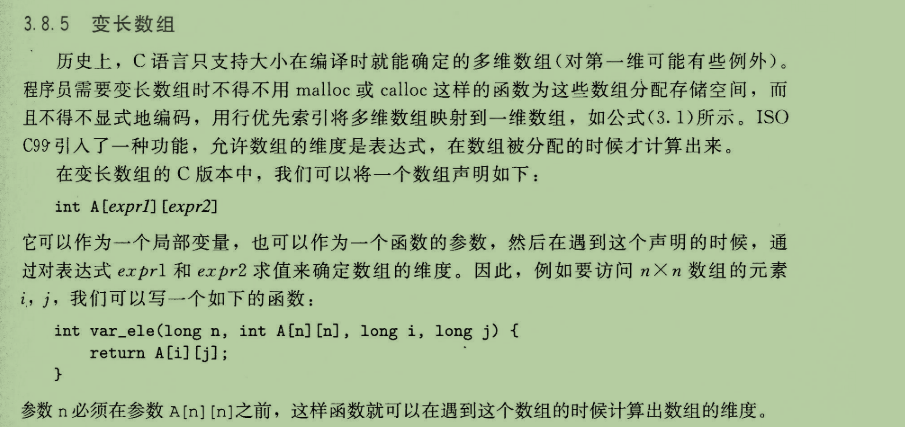 3.8.5 变长数组
历史上，C语言只支持大小在编译时就能确定的多维数组(对第一维可能有些例外)。
程序员需要变长数组时不得不用 malloc 或 calloc 这样的函数为这些数组分配存储空间，而
且不得不显式地编码，用行优先索引将多维数组映射到一维数组，如公式(3.1)所示。ISO
C99引入了一种功能，允许数组的维度是表达式，在数组被分配的时候才计算出来。
在变长数组的 C 版本中，我们可以将一个数组声明如下：
int A[expr1][expr2]
它可以作为一个局部变量，也可以作为一个函数的参数，然后在遇到这个声明的时候，通
过对表达式 expr1 和 expr2 求值来确定数组的维度。因此，例如要访问 n×n 数组的元素
i，j，我们可以写一个如下的函数：
int var_ele(long n, int A[n][n], long i, long j) {
return A[i][j];
}
参数 n 必须在参数 A[n][n]之前，这样函数就可以在遇到这个数组的时候计算出数组的维度。